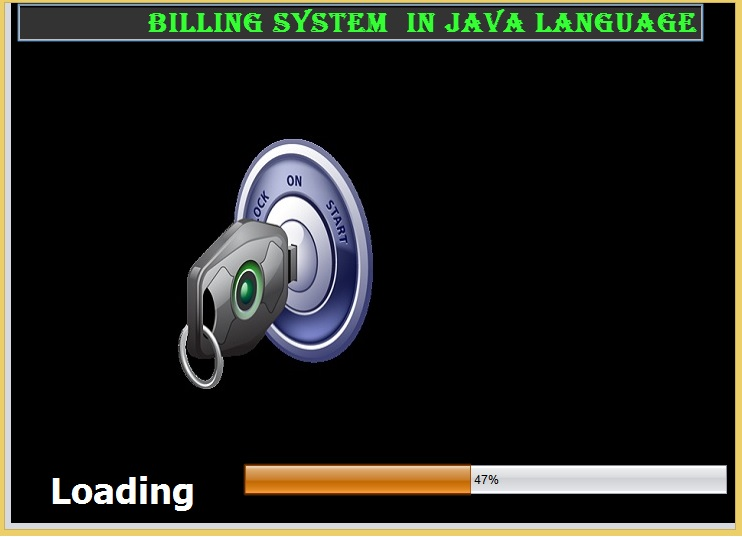 BILLING SYSTEM IN JAVA LANGUAGE
ON
LOCK
START
Loading
47%